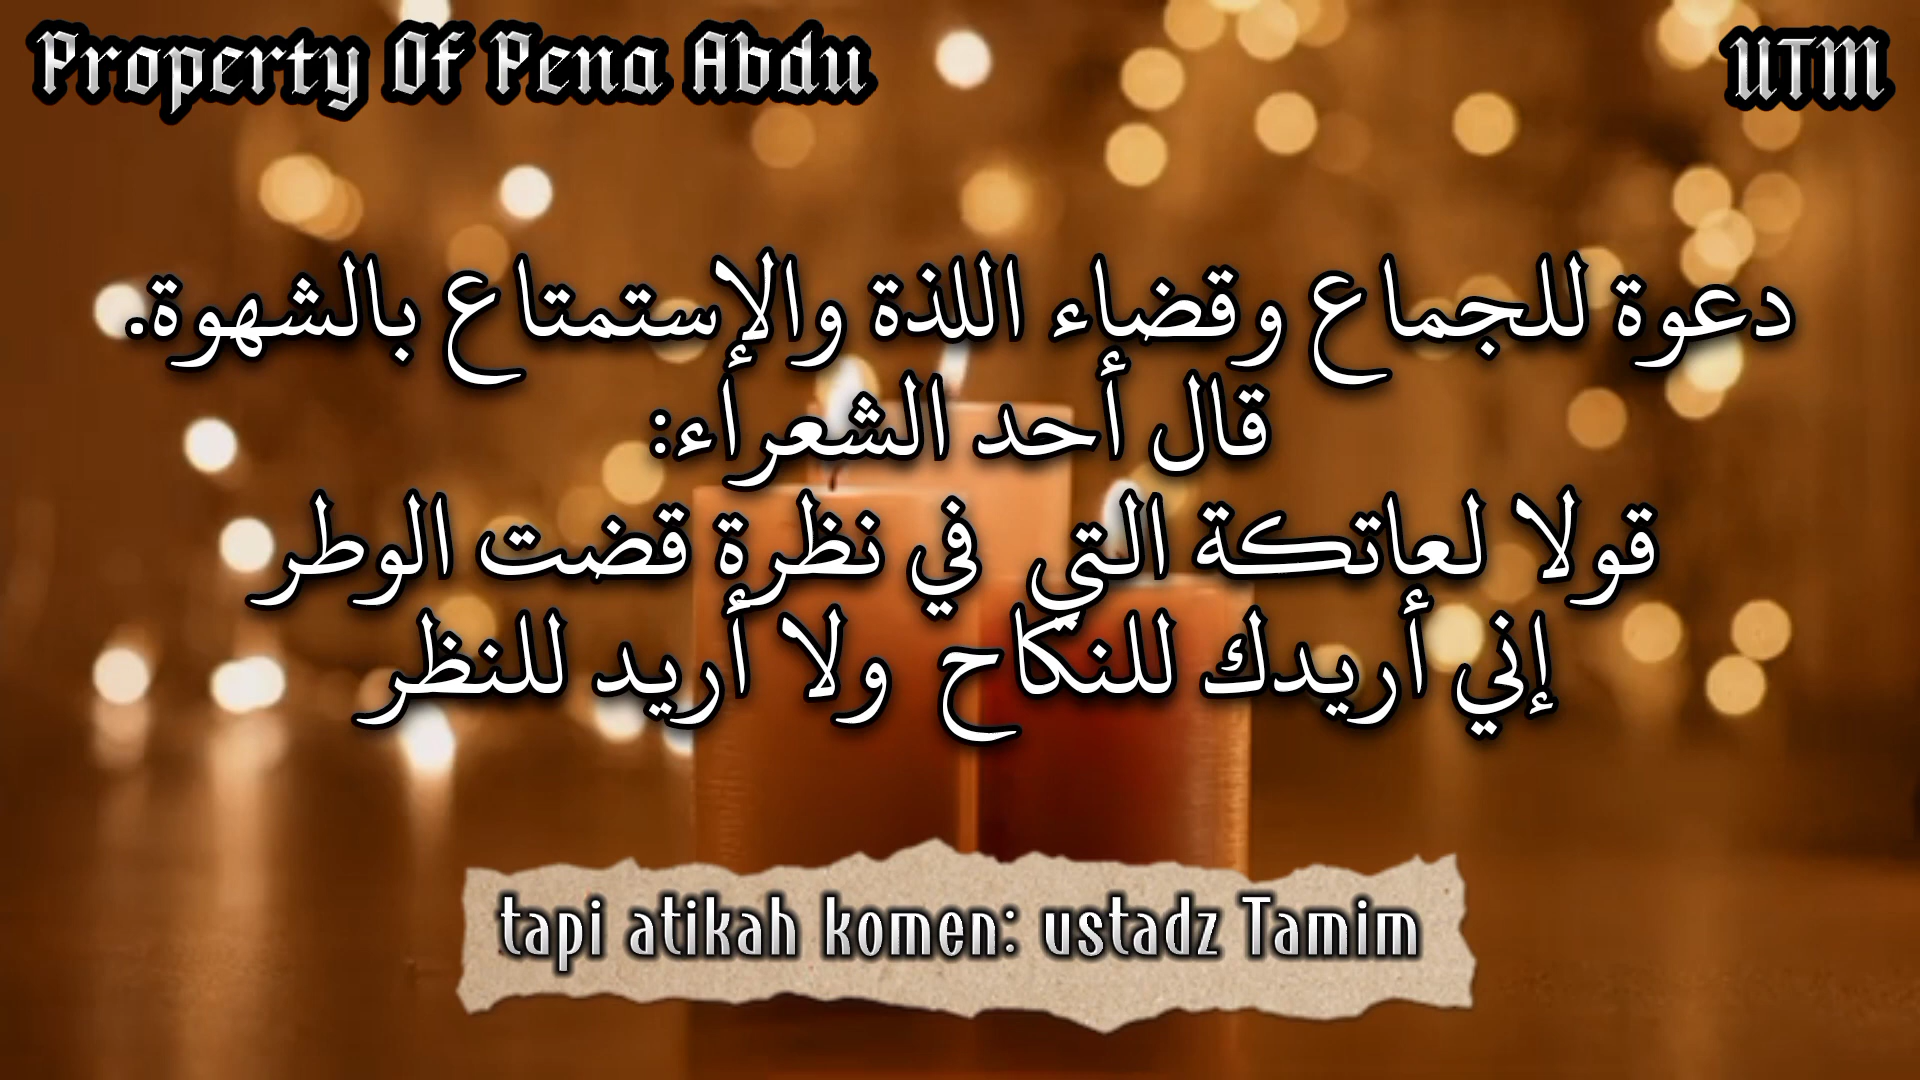 Property Of Pena Abdu
UTM
دعوة للجماع وقضاء اللذة والإستمتاع بالشهوة.
قال أحد الشعراء:
قولا لعاتكة التي في نظرة قضت الوطر
إني أريدك للنكاح ولا أريد للنظر
tapi atikah komen: ustadz Tamim